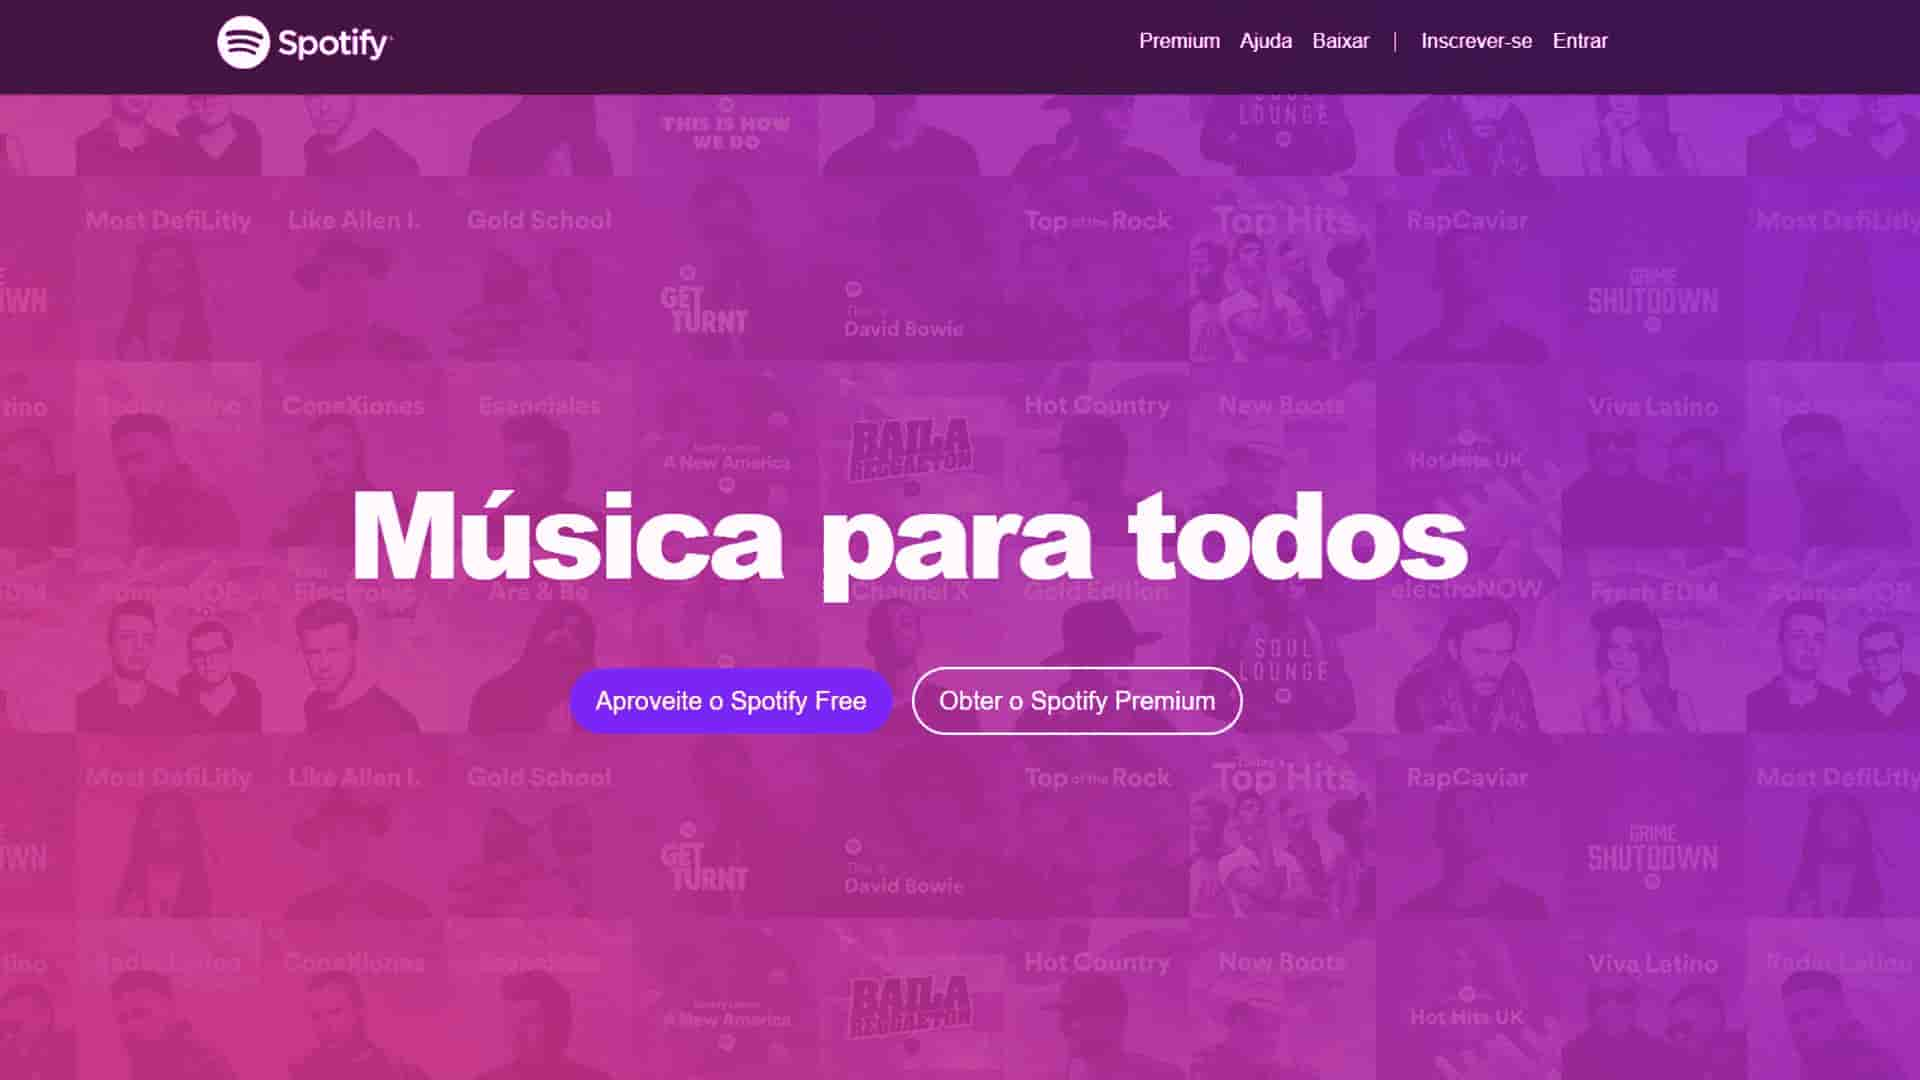 Spotify
Premium Ajuda Baixar | Inscrever-se Entrar
THIS IS HOW
WE DO
SOUL
LOUNGE
Most DefiLitly Like Allen I. Gold School Top of the Rock Top Hits RapCaviar Most DefiLitly
GET
TURNT
This is
David Bowie
GRIME
SHUTDOWN
tino Radar Latino ConeXiones Esenciales Hot Country New Boots Viva Latino
A New America
BAILA
REGGAETON
Hot Hits UK
Música para todos
Electronic Are & Be Channel X Gold Edition electroNOW Fresh EDM
SOUL
LOUNGE
Aproveite o Spotify Free Obter o Spotify Premium
Most DefiLitly Like Allen I. Gold School Top of the Rock Today's Top Hits RapCaviar Most DefiLitly
GET
TURNT
This is
David Bowie
GRIME
SHUTDOWN
tino Radar Latino ConeXiones Esenciales Hot Country New Boots Viva Latino Radar Latino
A New America
BAILA
REGGAETON
Hot Hits UK